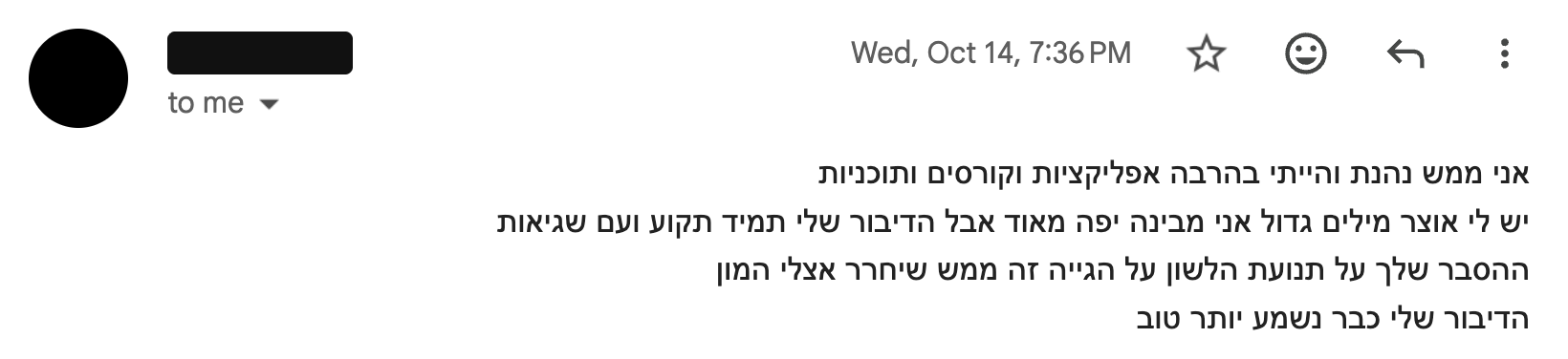 Wed, Oct 14, 7:36 PM
to me
אני ממש נהנת והייתי בהרבה אפליקציות וקורסים ותוכניות
יש לי אוצר מילים גדול אני מבינה יפה מאוד אבל הדיבור שלי תמיד תקוע ועם שגיאות
ההסבר שלך על תנועת הלשון על הגייה זה ממש שיחרר אצלי המון
הדיבור שלי כבר נשמע יותר טוב